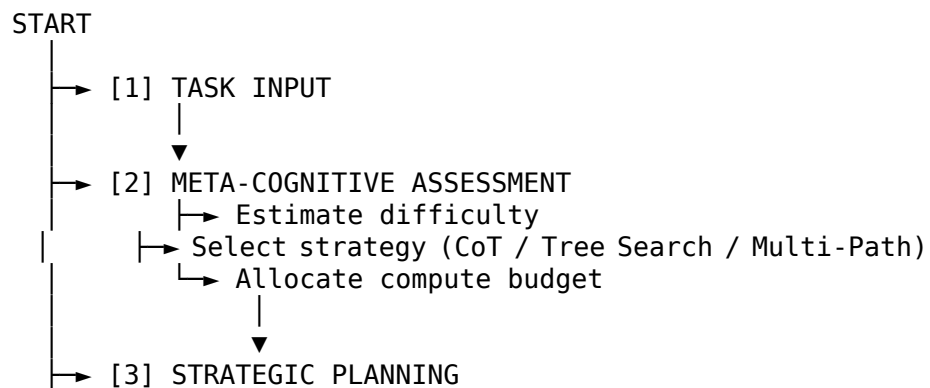 START
[1] TASK INPUT
[2] META-COGNITIVE ASSESSMENT
Estimate difficulty
Select strategy (CoT / Tree Search / Multi-Path)
Allocate compute budget
[3] STRATEGIC PLANNING